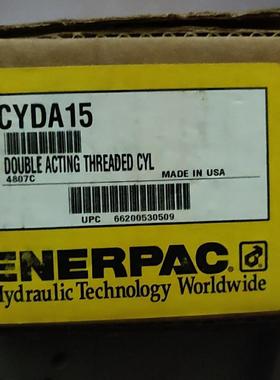 CYDA15
DOUBLE ACTING THREADED CYL
4807C MADE IN USA
UPC 66200530509
ENERPAC
Hydraulic Technology Worldwide